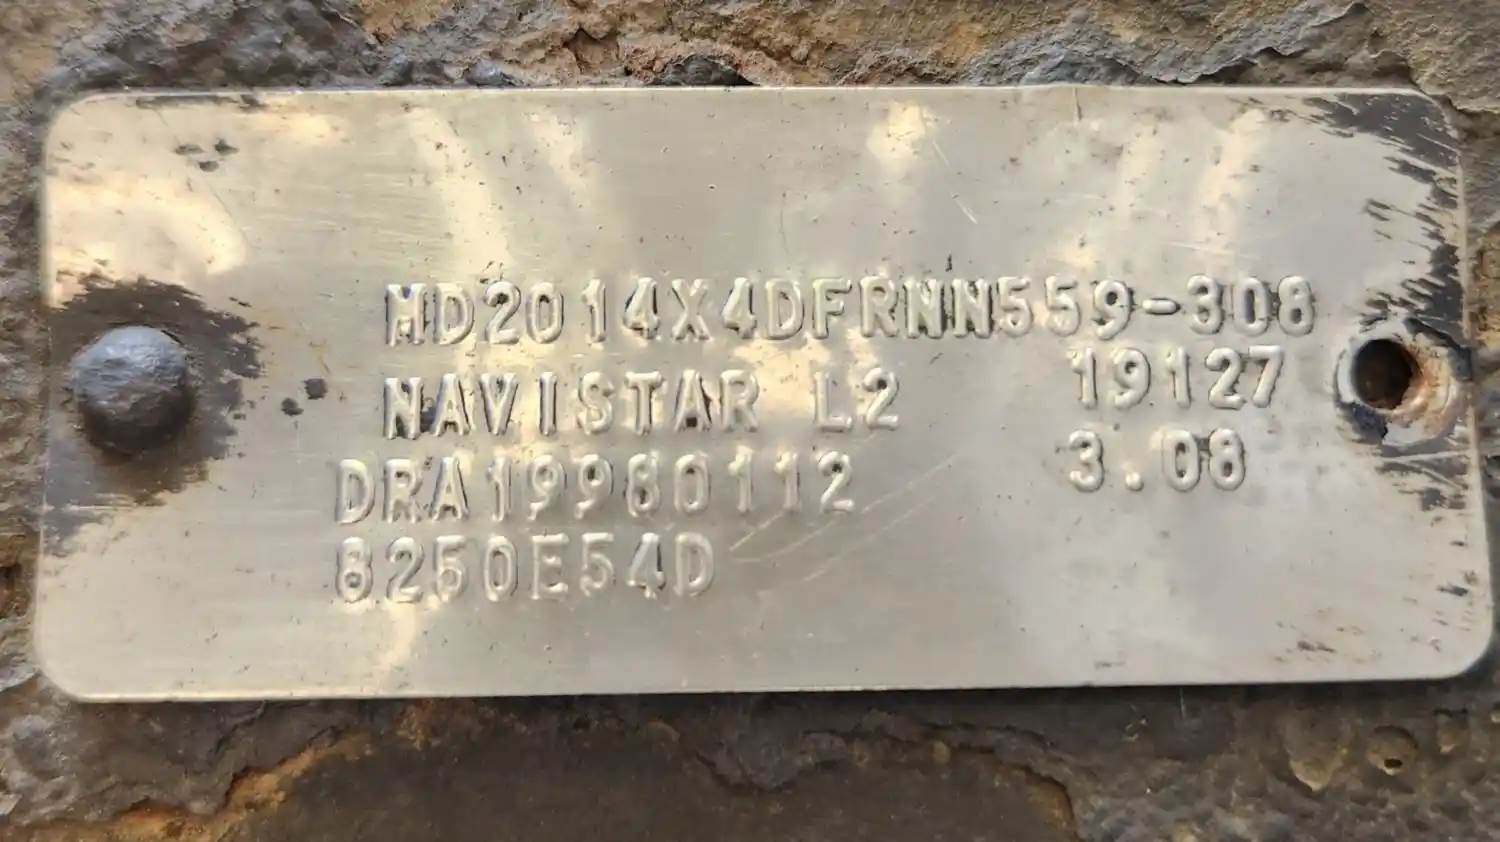 MD2014X4DFRNN559-308
NAVISTAR L2 19127
DRA19980112 3.08
8250E54D